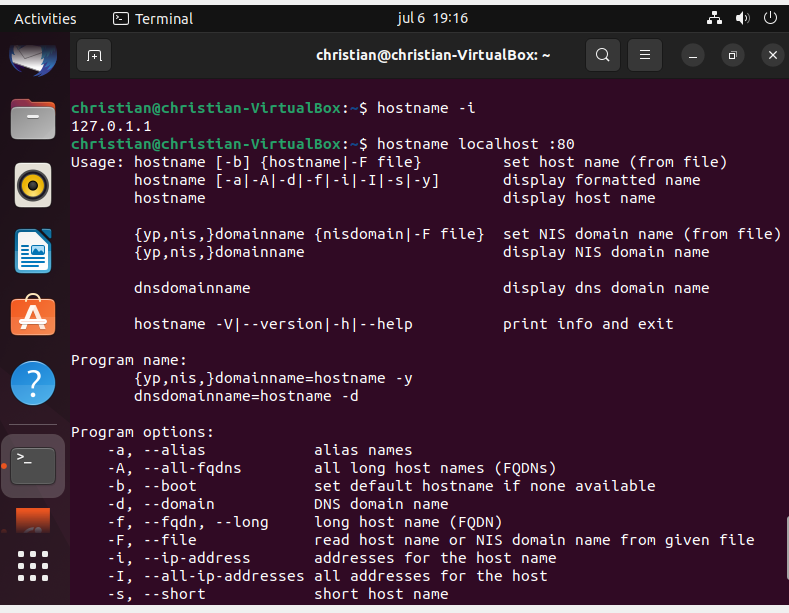 Activities
Terminal
jul 6 19:16
christian@christian-VirtualBox: ~
christian@christian-VirtualBox:~$ hostname -i
127.0.1.1
christian@christian-VirtualBox:~$ hostname localhost :80
Usage: hostname [-b] {hostname|-F file}         set host name (from file)
       hostname [-a|-A|-d|-f|-i|-I|-s|-y]       display formatted name
       hostname                                 display host name
       {yp,nis,}domainname {nisdomain|-F file}  set NIS domain name (from file)
       {yp,nis,}domainname                      display NIS domain name
       dnsdomainname                            display dns domain name
       hostname -V|--version|-h|--help          print info and exit
Program name:
       {yp,nis,}domainname=hostname -y
       dnsdomainname=hostname -d
Program options:
    -a, --alias            alias names
    -A, --all-fqdns        all long host names (FQDNs)
    -b, --boot             set default hostname if none available
    -d, --domain           DNS domain name
    -f, --fqdn, --long     long host name (FQDN)
    -F, --file             read host name or NIS domain name from given file
    -i, --ip-address       addresses for the host name
    -I, --all-ip-addresses all addresses for the host
    -s, --short            short host name